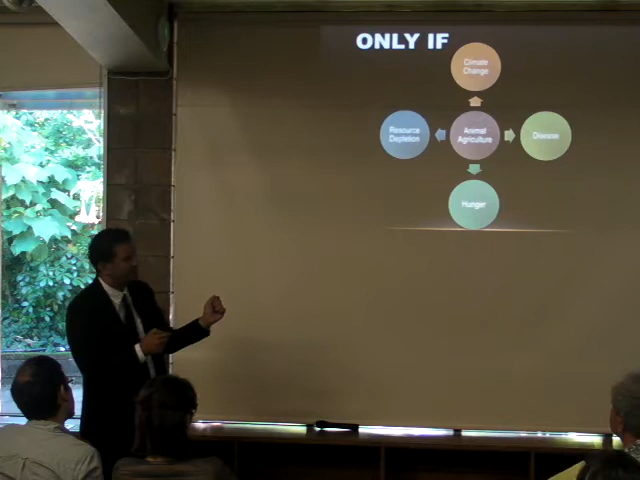 ONLY IF
Climate
Change
Resource
Depletion
Animal
Agriculture
Disease
Hunger